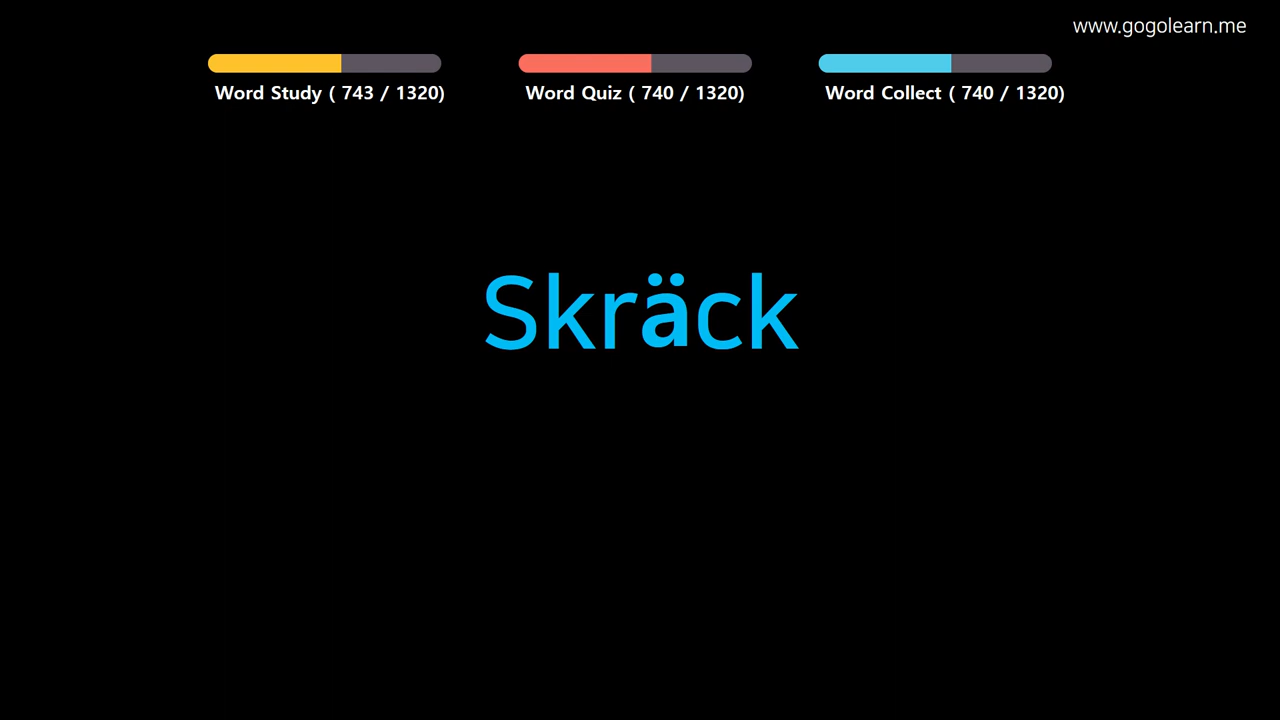 www.gogolearn.me
Word Study ( 743 / 1320)
Word Quiz ( 740 / 1320)
Word Collect ( 740 / 1320)
Skräck